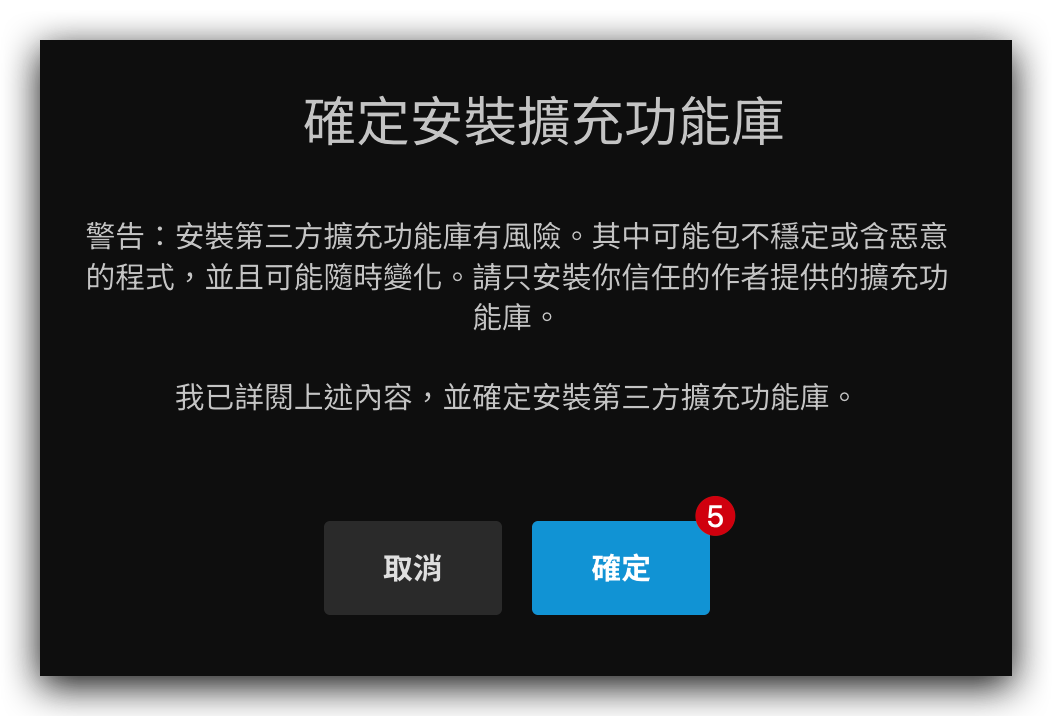 確定安裝擴充功能庫
警告：安裝第三方擴充功能庫有風險。其中可能包不穩定或含惡意
的程式，並且可能隨時變化。請只安裝你信任的作者提供的擴充功
能庫。
我已詳閱上述內容，並確定安裝第三方擴充功能庫。
5
取消
確定